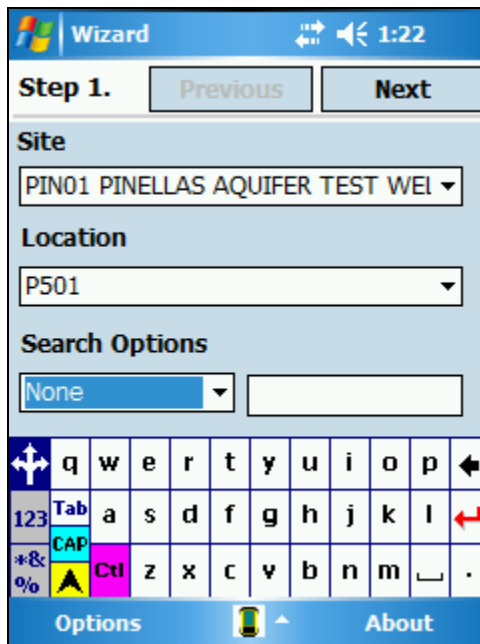 Wizard 1:22
Step 1. Previous Next
Site
PIN01 PINELLAS AQUIFER TEST WEL
Location
P501
Search Options
None
q w e r t y u i o p
123 Tab a s d f g h j k l
CAP
*&% Ctl z x c v b n m .
Options About